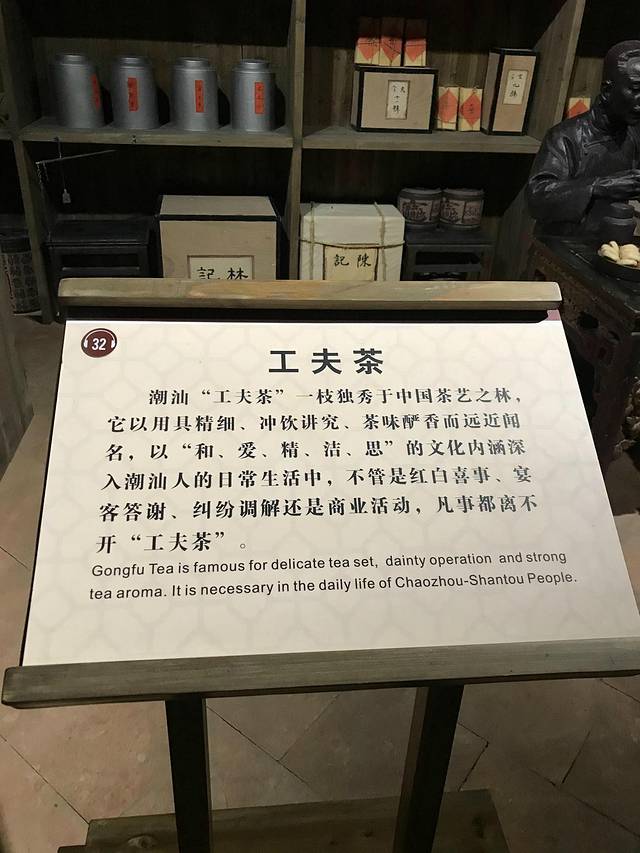 林記
陳記
32
工夫茶
潮汕“工夫茶”一枝独秀于中国茶艺之林，
它以用具精细、冲饮讲究、茶味酽香而远近闻
名，以“和、爱、精、洁、思”的文化内涵深
入潮汕人的日常生活中，不管是红白喜事、宴
客答谢、纠纷调解还是商业活动，凡事都离不
开“工夫茶”。
Gongfu Tea is famous for delicate tea set, dainty operation and strong
tea aroma. It is necessary in the daily life of Chaozhou-Shantou People.